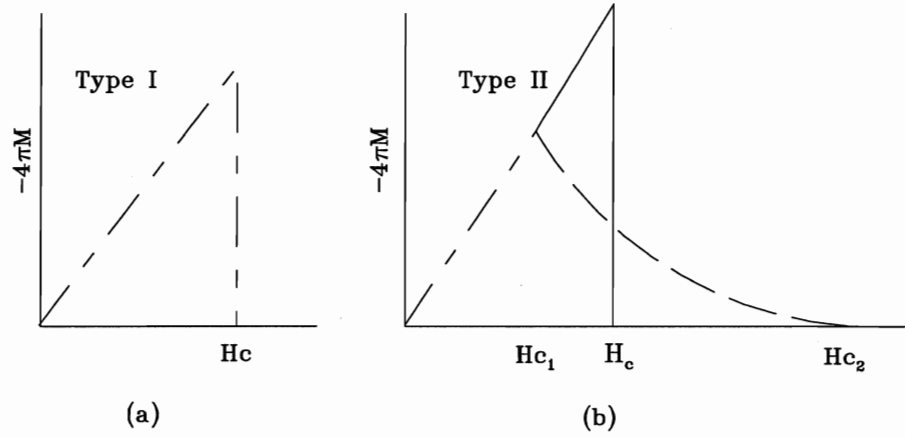 Type I
−4πM
Hc
(a)
Type II
−4πM
Hc₁
H꜀
Hc₂
(b)